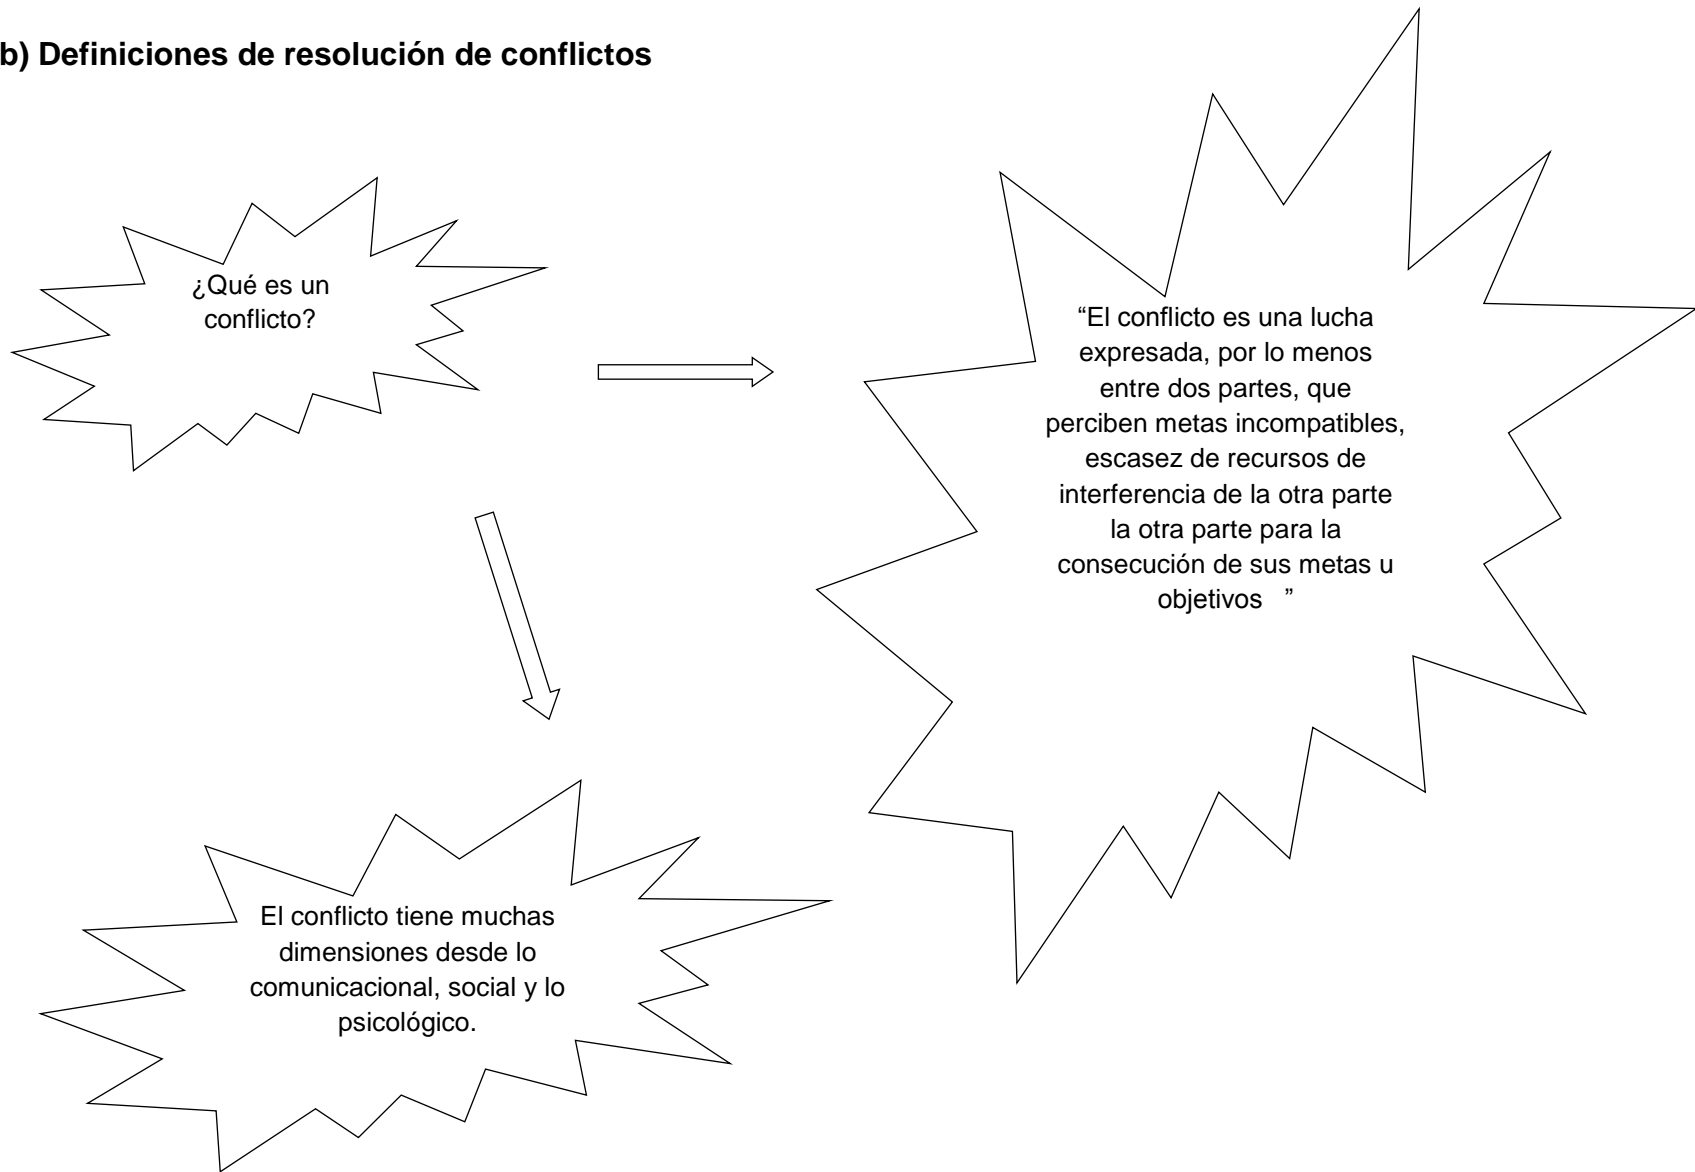 b) Definiciones de resolución de conflictos
¿Qué es un
conflicto?
“El conflicto es una lucha
expresada, por lo menos
entre dos partes, que
perciben metas incompatibles,
escasez de recursos de
interferencia de la otra parte
la otra parte para la
consecución de sus metas u
objetivos ”
El conflicto tiene muchas
dimensiones desde lo
comunicacional, social y lo
psicológico.